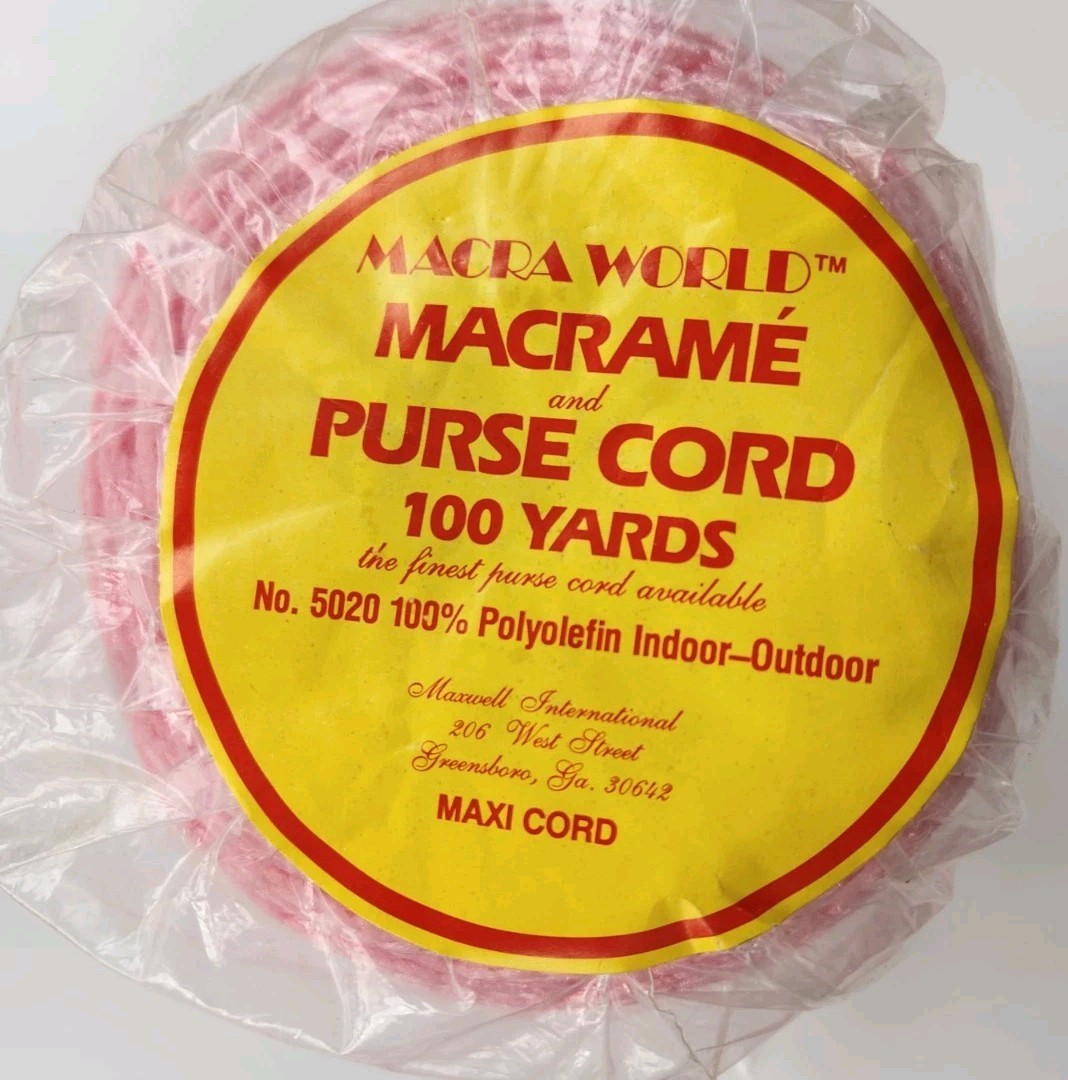 MACRA WORLD™
MACRAMÉ
and
PURSE CORD
100 YARDS
the finest purse cord available
No. 5020 100% Polyolefin Indoor–Outdoor
Maxwell International
206 West Street
Greensboro, Ga. 30642
MAXI CORD